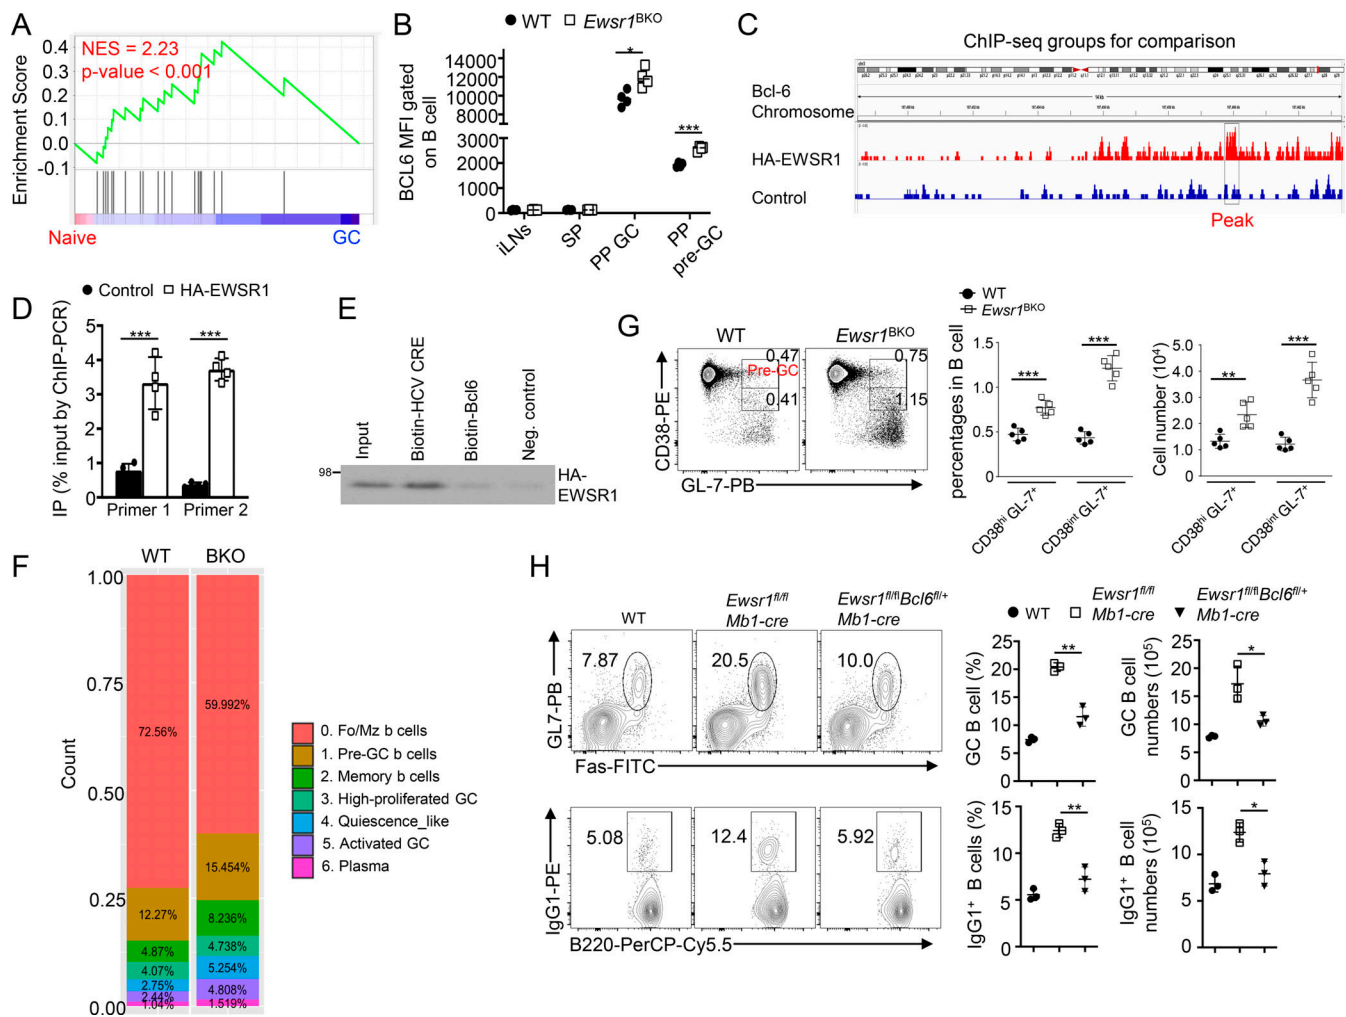 A
NES = 2.23
p-value < 0.001
Enrichment Score
0.4
0.3
0.2
0.1
0.0
-0.1
Naive
GC
B
WT
Ewsr1BKO
BCL6 MFI gated
on B cell
14000
12000
10000
8000
3000
2000
1000
0
*
***
iLNs
SP
PP GC
PP
pre-GC
C
ChIP-seq groups for comparison
Bcl-6
Chromosome
HA-EWSR1
Control
Peak
D
Control
HA-EWSR1
IP (% input by ChIP-PCR)
5
4
3
2
1
0
***
***
Primer 1
Primer 2
E
Input
Biotin-HCV CRE
Biotin-Bcl6
Neg. control
98
HA-
EWSR1
G
WT
Ewsr1BKO
0.47
Pre-GC
0.41
0.75
1.15
CD38-PE
GL-7-PB
WT
Ewsr1BKO
percentages in B cell
1.5
1.0
0.5
0.0
***
***
CD38hi GL-7+
CD38int GL-7+
Cell number (104)
5.0
4.0
3.0
2.0
1.0
0
**
***
CD38hi GL-7+
CD38int GL-7+
F
WT
BKO
Count
1.00
0.75
0.50
0.25
0.00
72.56%
12.27%
4.87%
4.07%
2.75%
2.44%
1.04%
59.992%
15.454%
8.236%
4.738%
5.254%
4.808%
1.519%
0. Fo/Mz b cells
1. Pre-GC b cells
2. Memory b cells
3. High-proliferated GC
4. Quiescence_like
5. Activated GC
6. Plasma
H
WT
Ewsr1fl/fl
Mb1-cre
Ewsr1fl/flBcl6fl/+
Mb1-cre
7.87
20.5
10.0
GL7-PB
Fas-FITC
5.08
12.4
5.92
IgG1-PE
B220-PerCP-Cy5.5
WT
Ewsr1fl/fl
Mb1-cre
Ewsr1fl/flBcl6fl/+
Mb1-cre
GC B cell (%)
25
20
15
10
5
0
**
GC B cell
numbers (105)
25
20
15
10
5
0
*
IgG1+ B cells (%)
15
10
5
0
**
IgG1+ B cell
numbers (105)
15
10
5
0
*